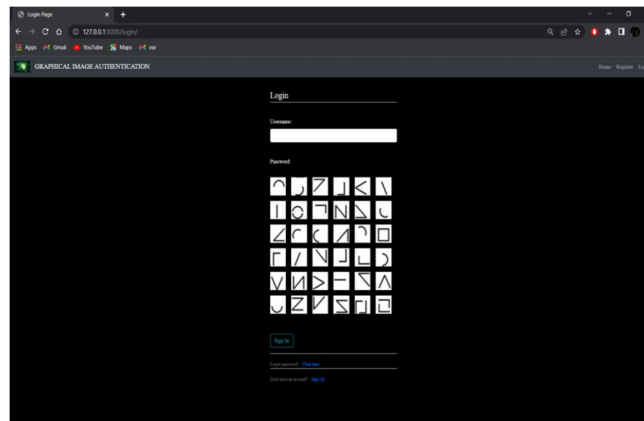 Login Page
127.0.0.1:8000/login/
Apps Gmail YouTube Maps ear
GRAPHICAL IMAGE AUTHENTICATION
Home Register
Login
Username:
Password:
Sign In
Forgot password? Click here
Don't have an account? Sign Up